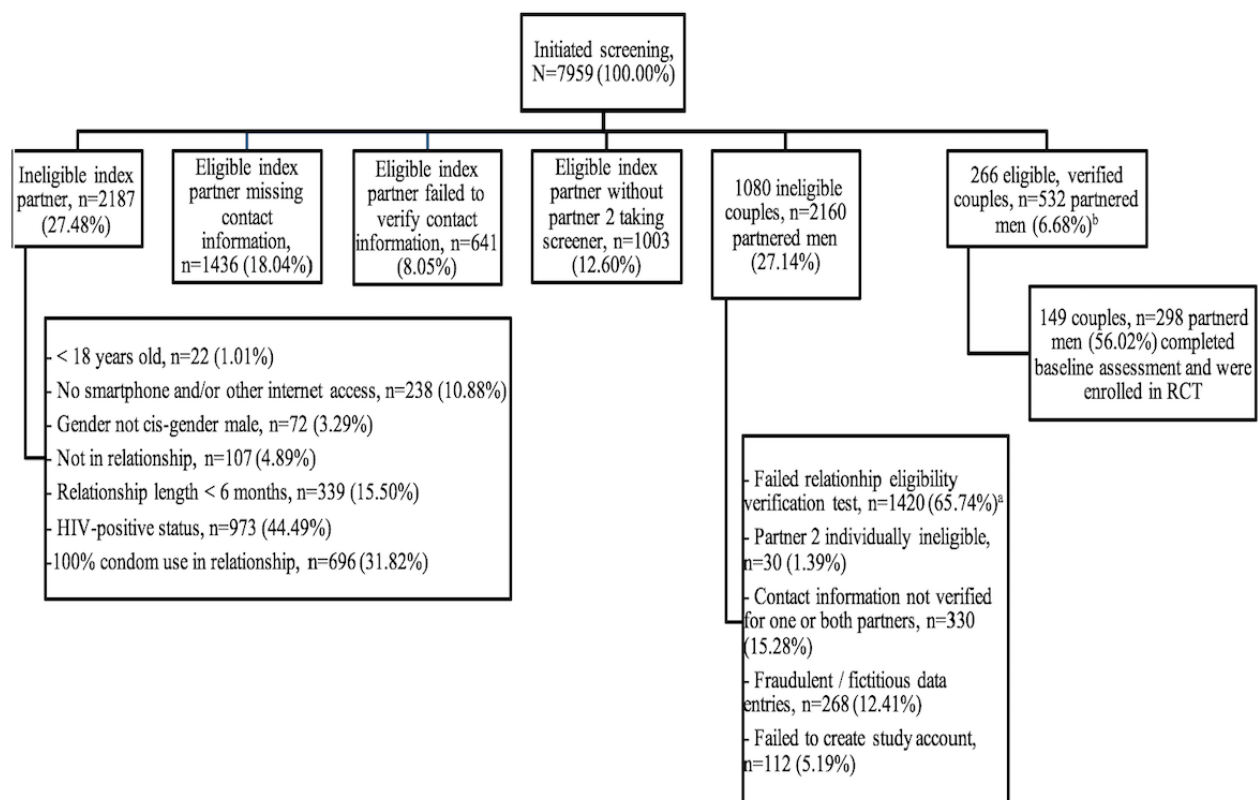 Initiated screening,
N=7959 (100.00%)
Ineligible index
partner, n=2187
(27.48%)
Eligible index
partner missing
contact
information,
n=1436 (18.04%)
Eligible index
partner failed to
verify contact
information, n=641
(8.05%)
Eligible index
partner without
partner 2 taking
screener, n=1003
(12.60%)
1080 ineligible
couples, n=2160
partnered men
(27.14%)
266 eligible, verified
couples, n=532 partnered
men (6.68%)ᵇ
149 couples, n=298 partnerd
men (56.02%) completed
baseline assessment and were
enrolled in RCT
- < 18 years old, n=22 (1.01%)
- No smartphone and/or other internet access, n=238 (10.88%)
- Gender not cis-gender male, n=72 (3.29%)
- Not in relationship, n=107 (4.89%)
- Relationship length < 6 months, n=339 (15.50%)
- HIV-positive status, n=973 (44.49%)
-100% condom use in relationship, n=696 (31.82%)
- Failed relationhip eligibility
verification test, n=1420 (65.74%)ᵃ
- Partner 2 individually ineligible,
n=30 (1.39%)
- Contact information not verified
for one or both partners, n=330
(15.28%)
- Fraudulent / fictitious data
entries, n=268 (12.41%)
- Failed to create study account,
n=112 (5.19%)